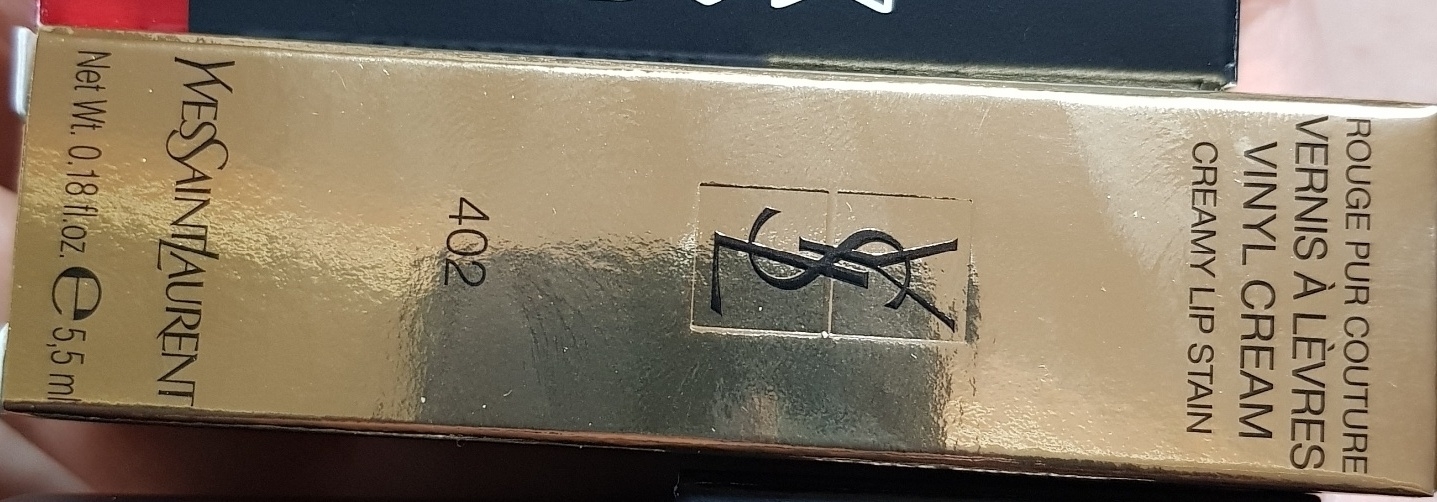 ROUGE PUR COUTURE
VERNIS À LÈVRES
VINYL CREAM
CREAMY LIP STAIN
YSL
402
YVESSAINTLAURENT
Net Wt. 0.18 fl.oz. ℮ 5,5 ml